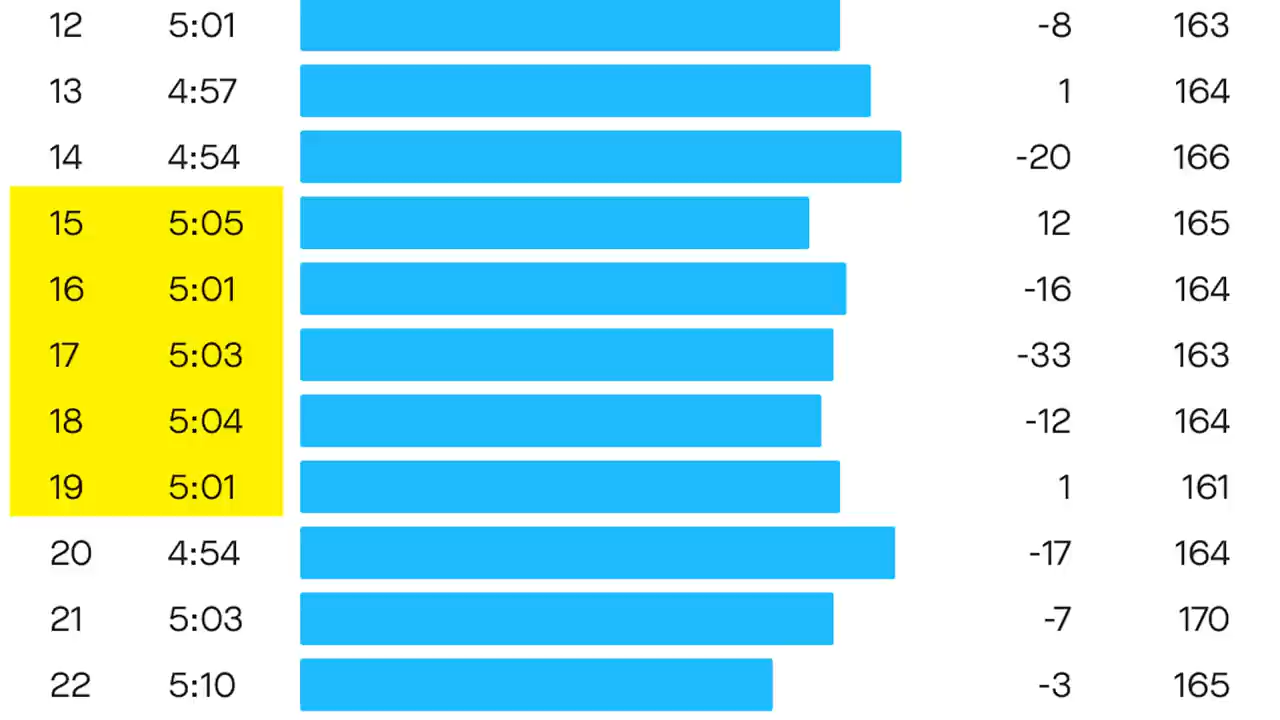 12 5:01 -8 163
13 4:57 1 164
14 4:54 -20 166
15 5:05 12 165
16 5:01 -16 164
17 5:03 -33 163
18 5:04 -12 164
19 5:01 1 161
20 4:54 -17 164
21 5:03 -7 170
22 5:10 -3 165